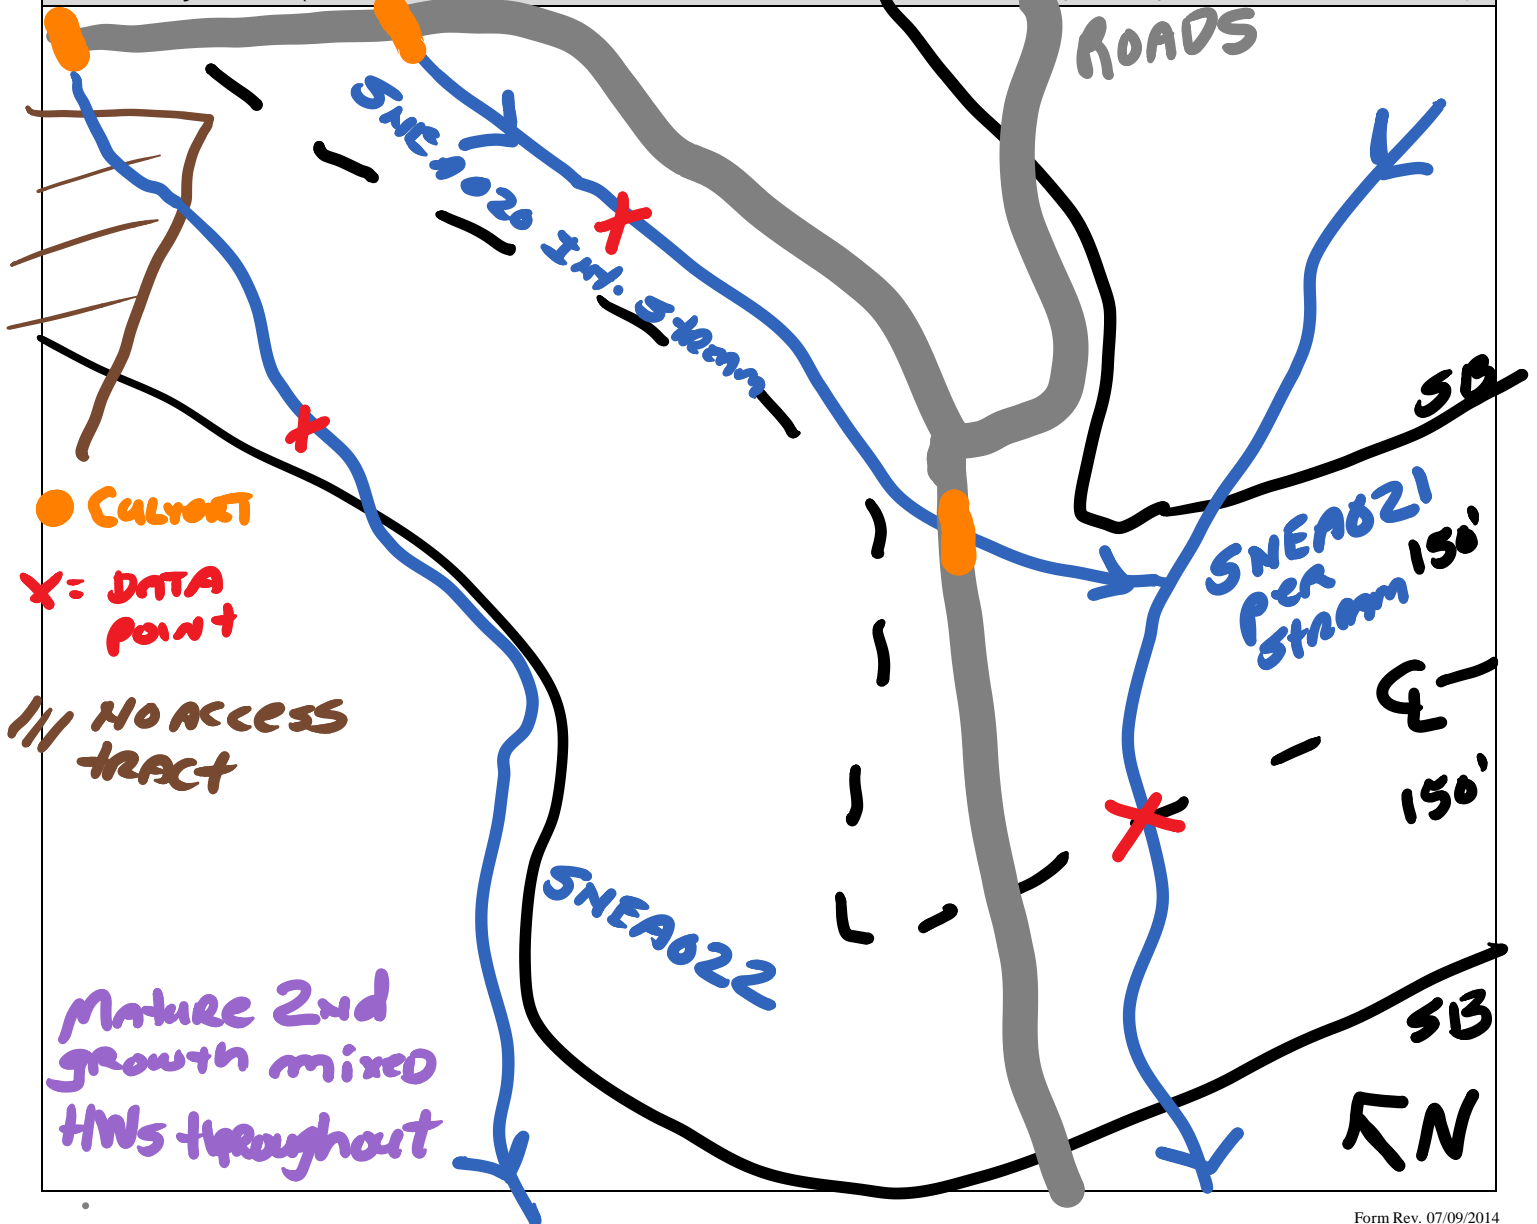 ROADS
SNEA020 Int. Stream
SB
Culvert
SNEA021
per
Stream
150'
X = DATA
point
℄
NO Access
tRACt
150'
SNEA022
Mature 2nd
growth mixed
HWs throughout
SB
N
Form Rev. 07/09/2014